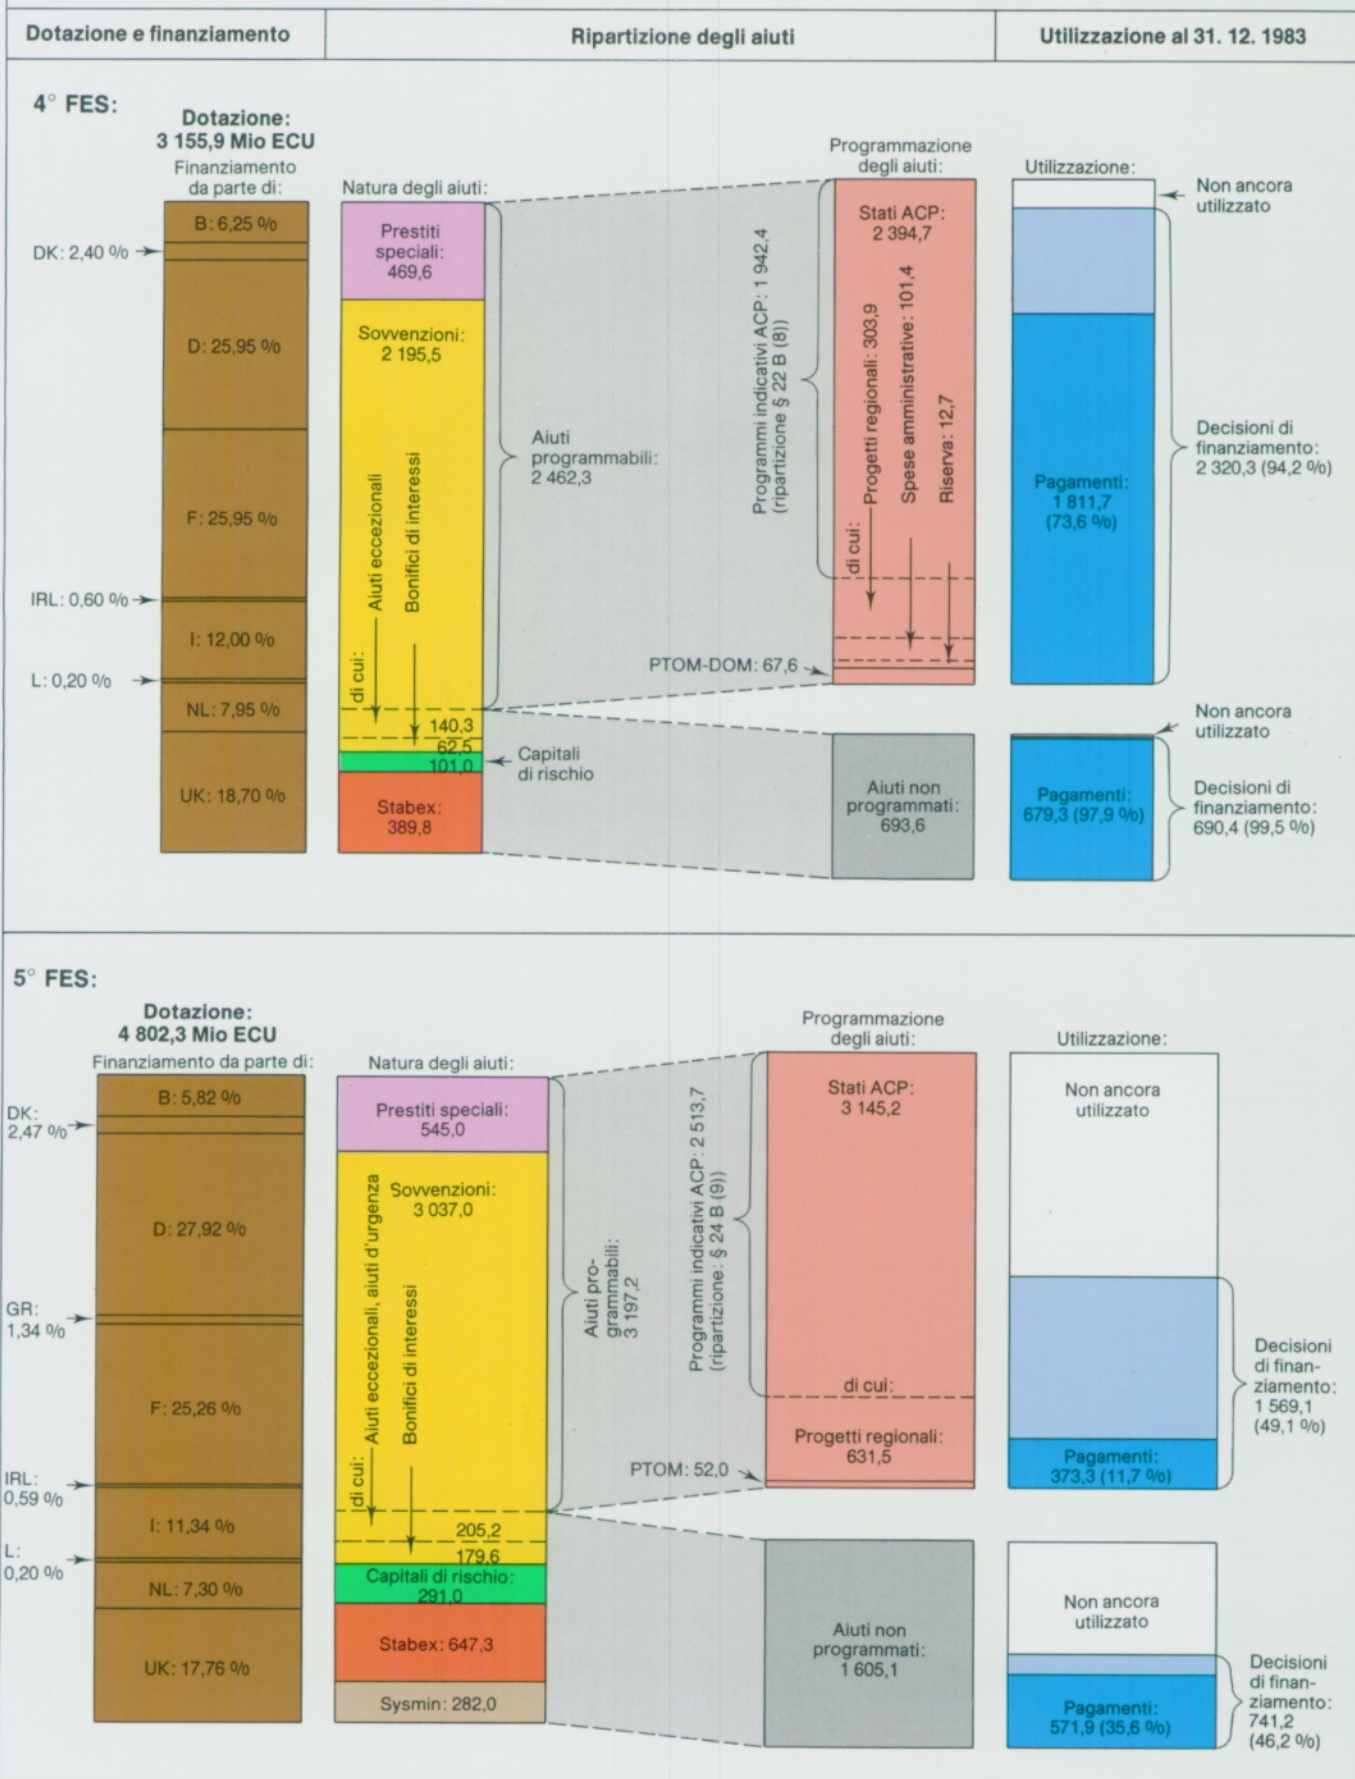 Dotazione e finanziamento
Ripartizione degli aiuti
Utilizzazione al 31. 12. 1983
4° FES:
Dotazione:
3 155,9 Mio ECU
Finanziamento
da parte di:
B: 6,25 %
DK: 2,40 %
D: 25,95 %
F: 25,95 %
IRL: 0,60 %
I: 12,00 %
L: 0,20 %
NL: 7,95 %
UK: 18,70 %
Natura degli aiuti:
Prestiti
speciali:
469,6
Sovvenzioni:
2 195,5
di cui:
Aiuti eccezionali
Bonifici di interessi
140,3
62,5
101,0
Capitali
di rischio
Stabex:
389,8
Aiuti
programmabili:
2 462,3
Programmazione
degli aiuti:
Programmi indicativi ACP: 1 942,4
(ripartizione § 22 B (8))
Stati ACP:
2 394,7
di cui:
Progetti regionali: 303,9
Spese amministrative: 101,4
Riserva: 12,7
PTOM-DOM: 67,6
Aiuti non
programmati:
693,6
Utilizzazione:
Non ancora
utilizzato
Decisioni di
finanziamento:
2 320,3 (94,2 %)
Pagamenti:
1 811,7
(73,6 %)
Non ancora
utilizzato
Pagamenti:
679,3 (97,9 %)
Decisioni di
finanziamento:
690,4 (99,5 %)
5° FES:
Dotazione:
4 802,3 Mio ECU
Finanziamento da parte di:
B: 5,82 %
DK:
2,47 %
D: 27,92 %
GR:
1,34 %
F: 25,26 %
IRL:
0,59 %
I: 11,34 %
L:
0,20 %
NL: 7,30 %
UK: 17,76 %
Natura degli aiuti:
Prestiti speciali:
545,0
Sovvenzioni:
3 037,0
di cui:
Aiuti eccezionali, aiuti d'urgenza
Bonifici di interessi
205,2
179,6
Capitali di rischio:
291,0
Stabex: 647,3
Sysmin: 282,0
Aiuti pro-
grammabili:
3 197,2
Programmazione
degli aiuti:
Programmi indicativi ACP: 2 513,7
(ripartizione: § 24 B (9))
Stati ACP:
3 145,2
di cui:
Progetti regionali:
631,5
PTOM: 52,0
Aiuti non
programmati:
1 605,1
Utilizzazione:
Non ancora
utilizzato
Decisioni
di finan-
ziamento:
1 569,1
(49,1 %)
Pagamenti:
373,3 (11,7 %)
Non ancora
utilizzato
Pagamenti:
571,9 (35,6 %)
Decisioni
di finan-
ziamento:
741,2
(46,2 %)